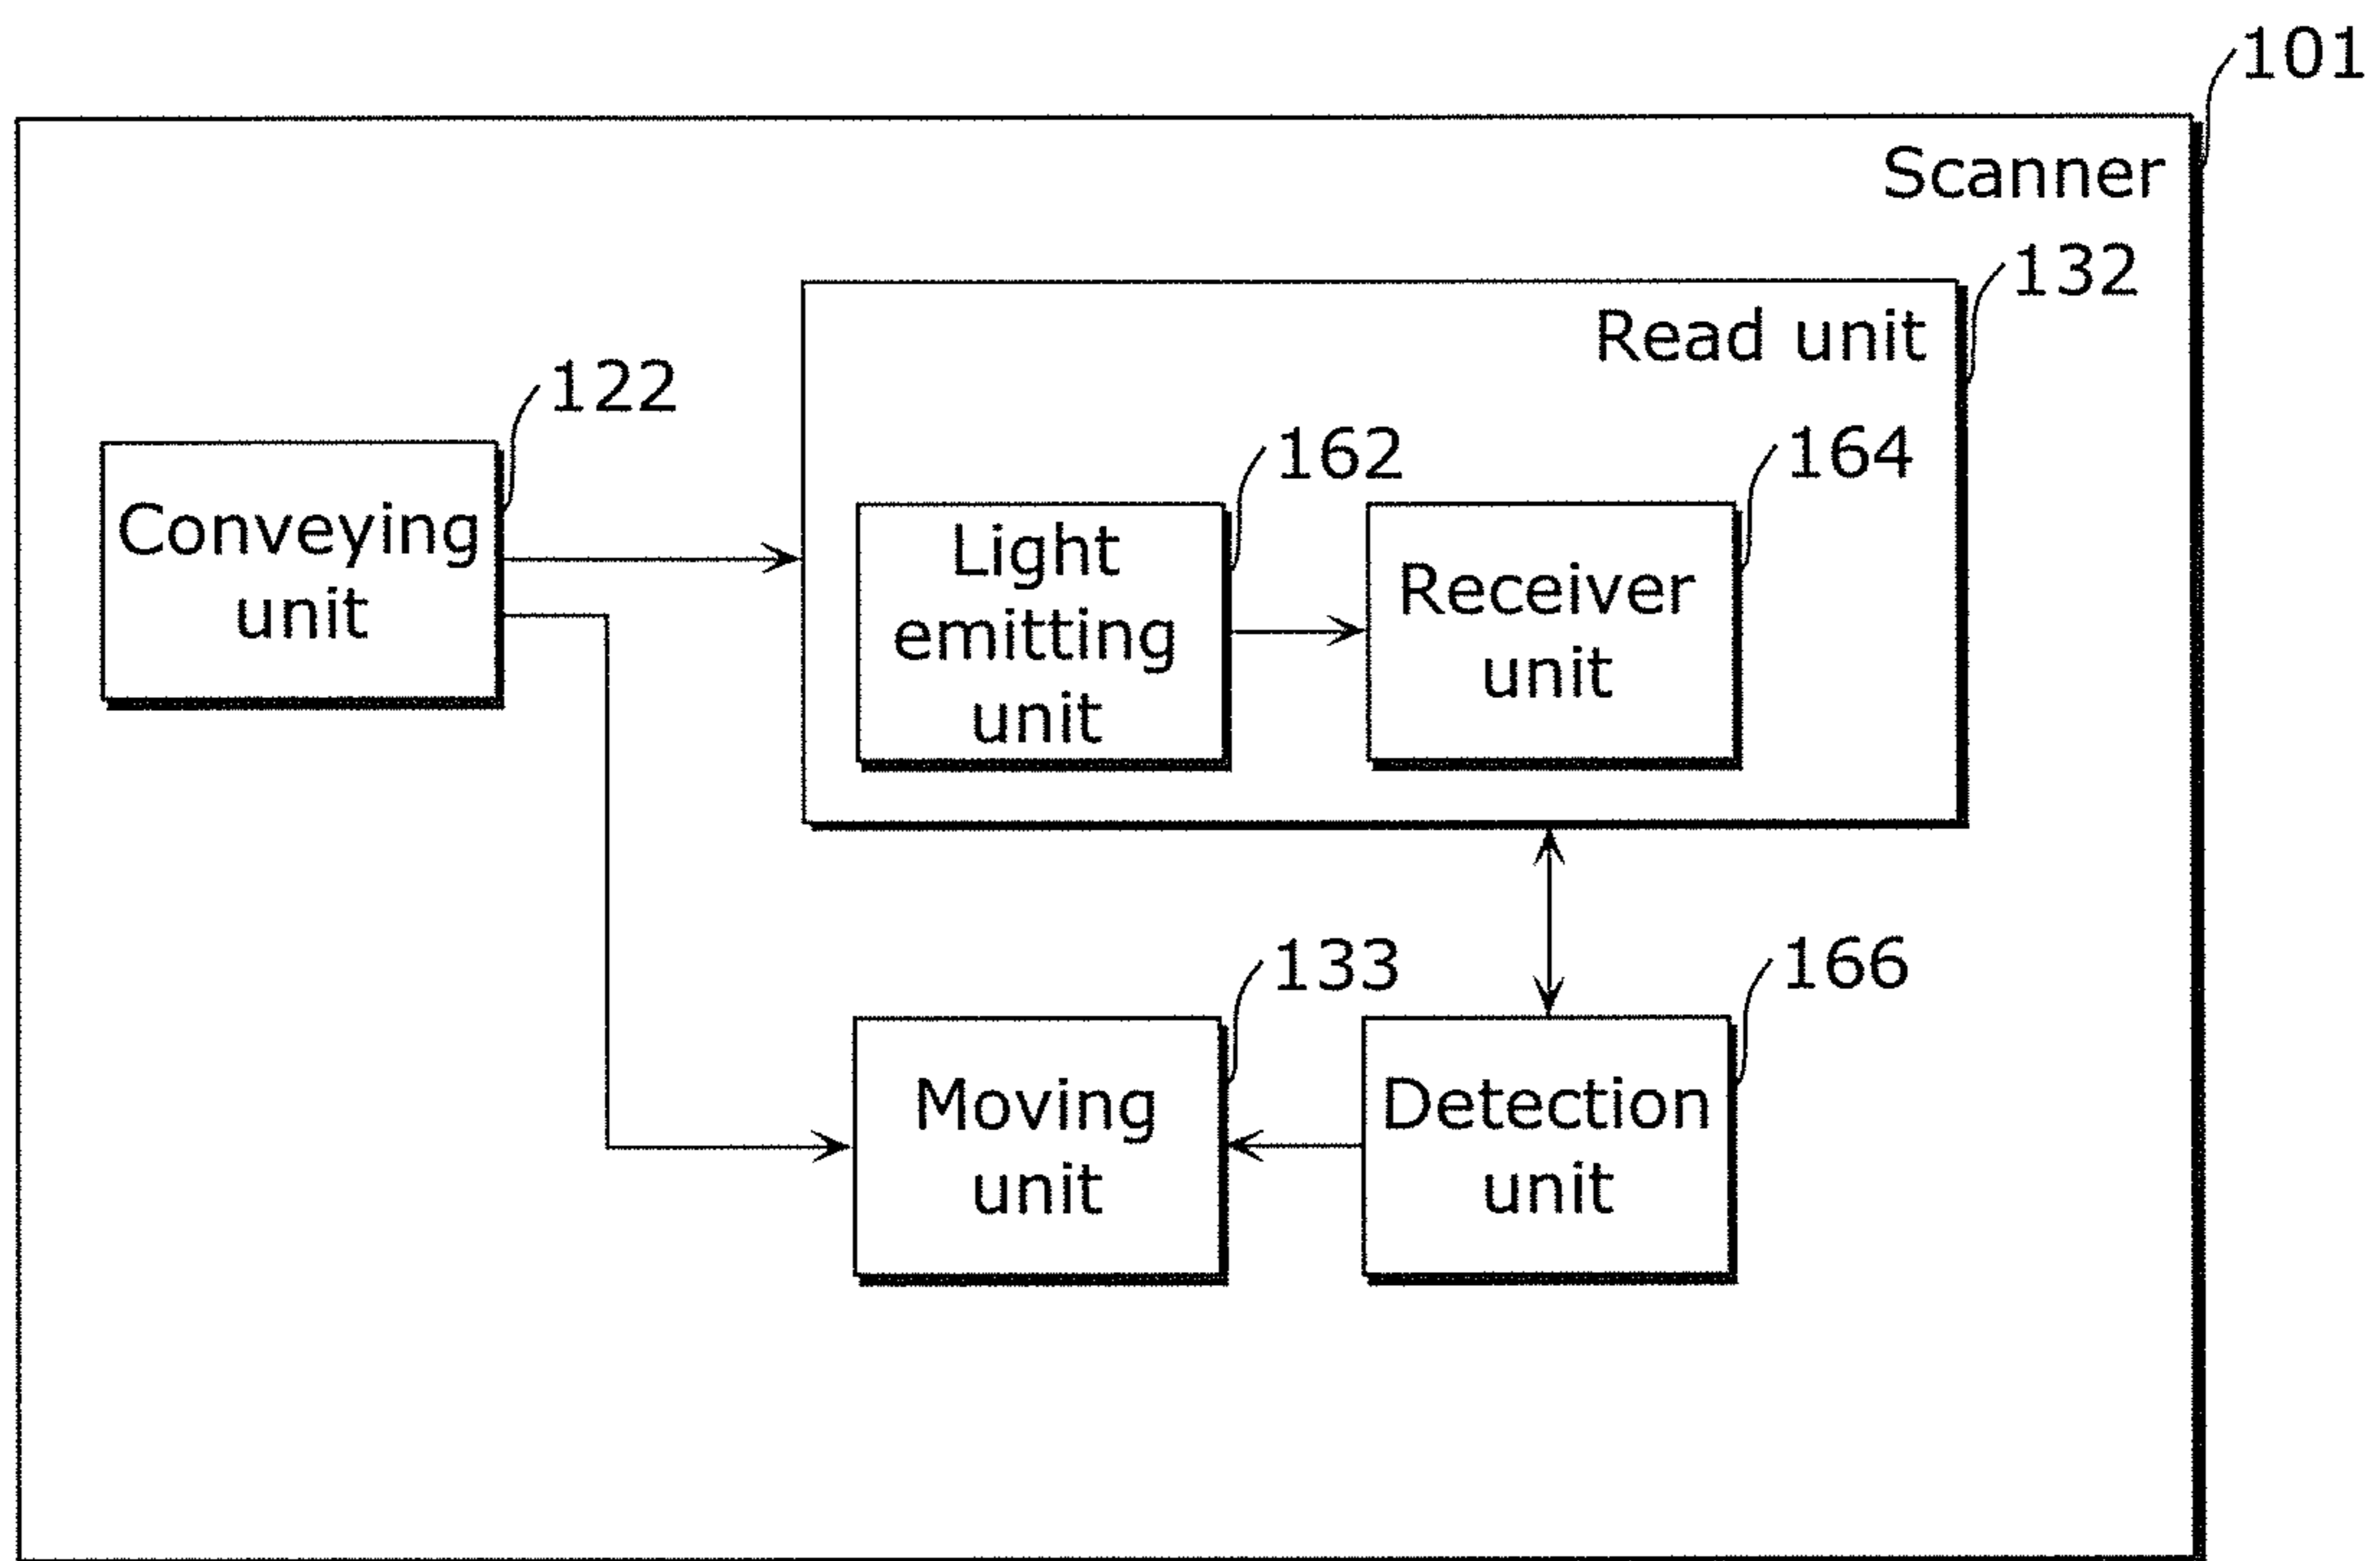 101
Scanner
132
Read unit
122
Conveying
unit
162
Light
emitting
unit
164
Receiver
unit
133
Moving
unit
166
Detection
unit